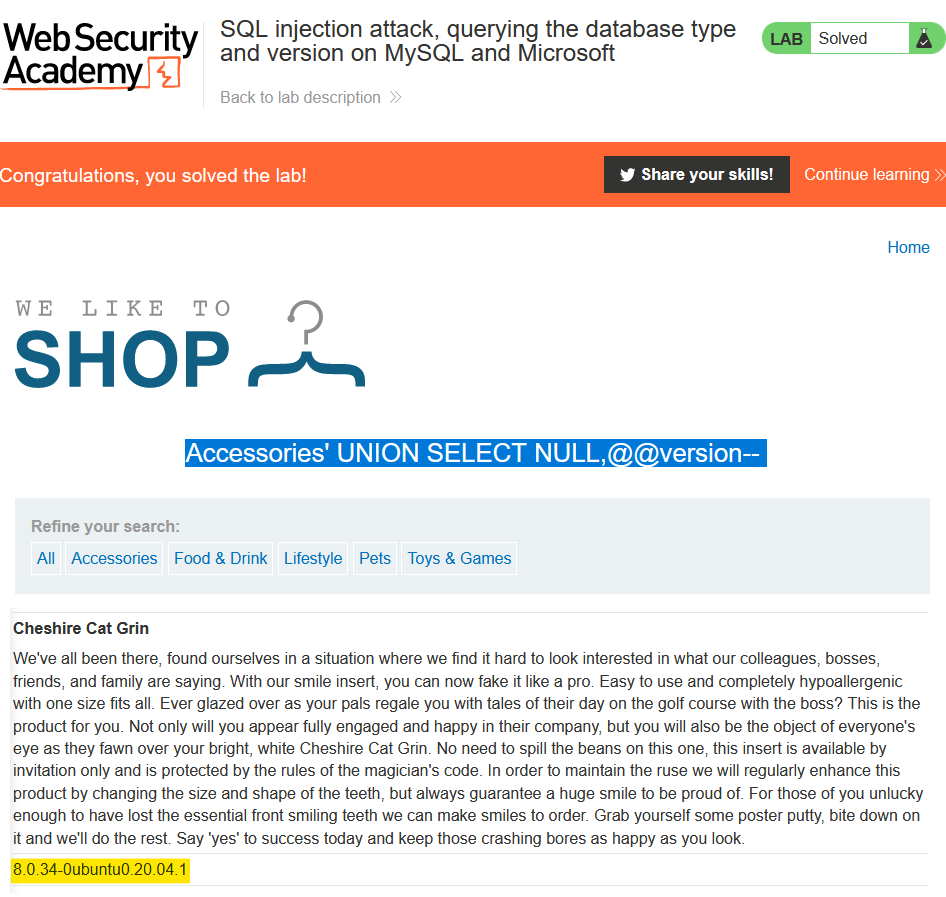 Web Security
Academy
SQL injection attack, querying the database type
and version on MySQL and Microsoft
Back to lab description
LAB Solved
Congratulations, you solved the lab!
Share your skills!
Continue learning
Home
WE LIKE TO
SHOP
Accessories' UNION SELECT NULL,@@version--
Refine your search:
All Accessories Food & Drink Lifestyle Pets Toys & Games
Cheshire Cat Grin
We've all been there, found ourselves in a situation where we find it hard to look interested in what our colleagues, bosses,
friends, and family are saying. With our smile insert, you can now fake it like a pro. Easy to use and completely hypoallergenic
with one size fits all. Ever glazed over as your pals regale you with tales of their day on the golf course with the boss? This is the
product for you. Not only will you appear fully engaged and happy in their company, but you will also be the object of everyone's
eye as they fawn over your bright, white Cheshire Cat Grin. No need to spill the beans on this one, this insert is available by
invitation only and is protected by the rules of the magician's code. In order to maintain the ruse we will regularly enhance this
product by changing the size and shape of the teeth, but always guarantee a huge smile to be proud of. For those of you unlucky
enough to have lost the essential front smiling teeth we can make smiles to order. Grab yourself some poster putty, bite down on
it and we'll do the rest. Say 'yes' to success today and keep those crashing bores as happy as you look.
8.0.34-0ubuntu0.20.04.1